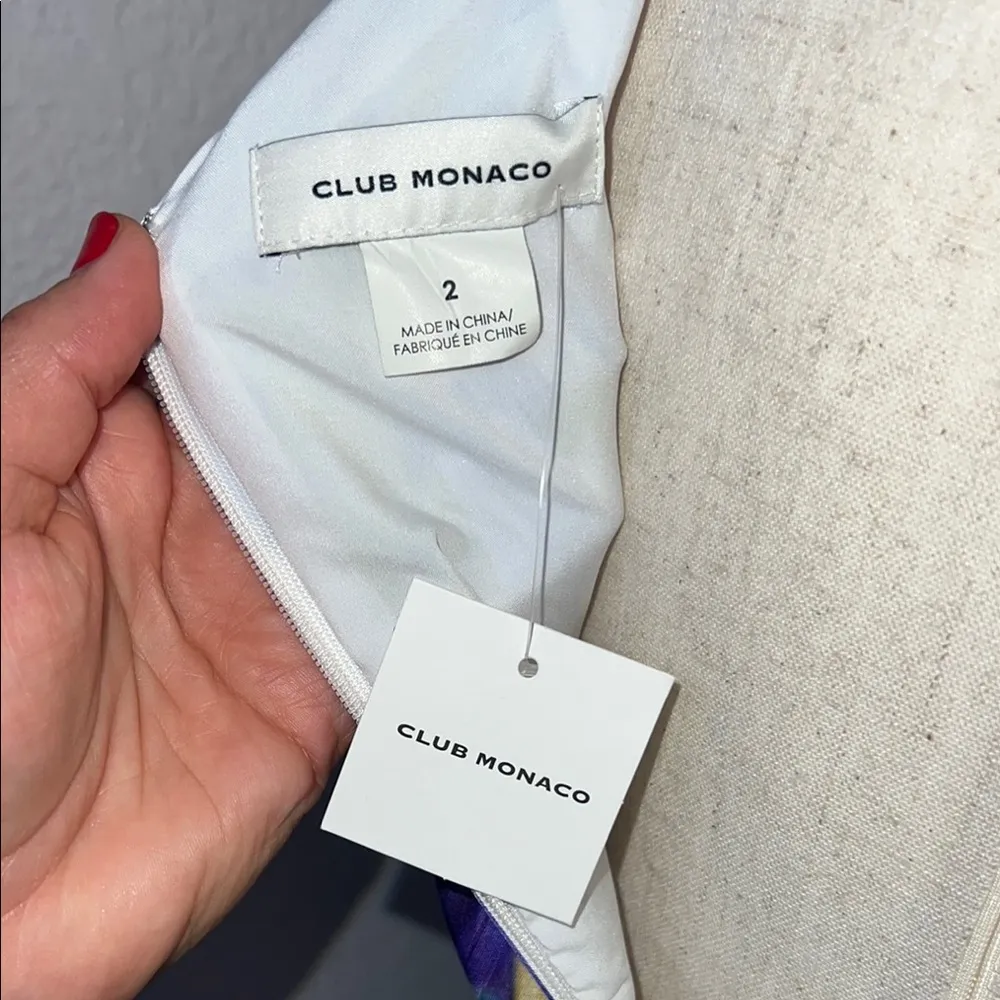 CLUB MONACO
2
MADE IN CHINA/
FABRIQUÉ EN CHINE
CLUB MONACO